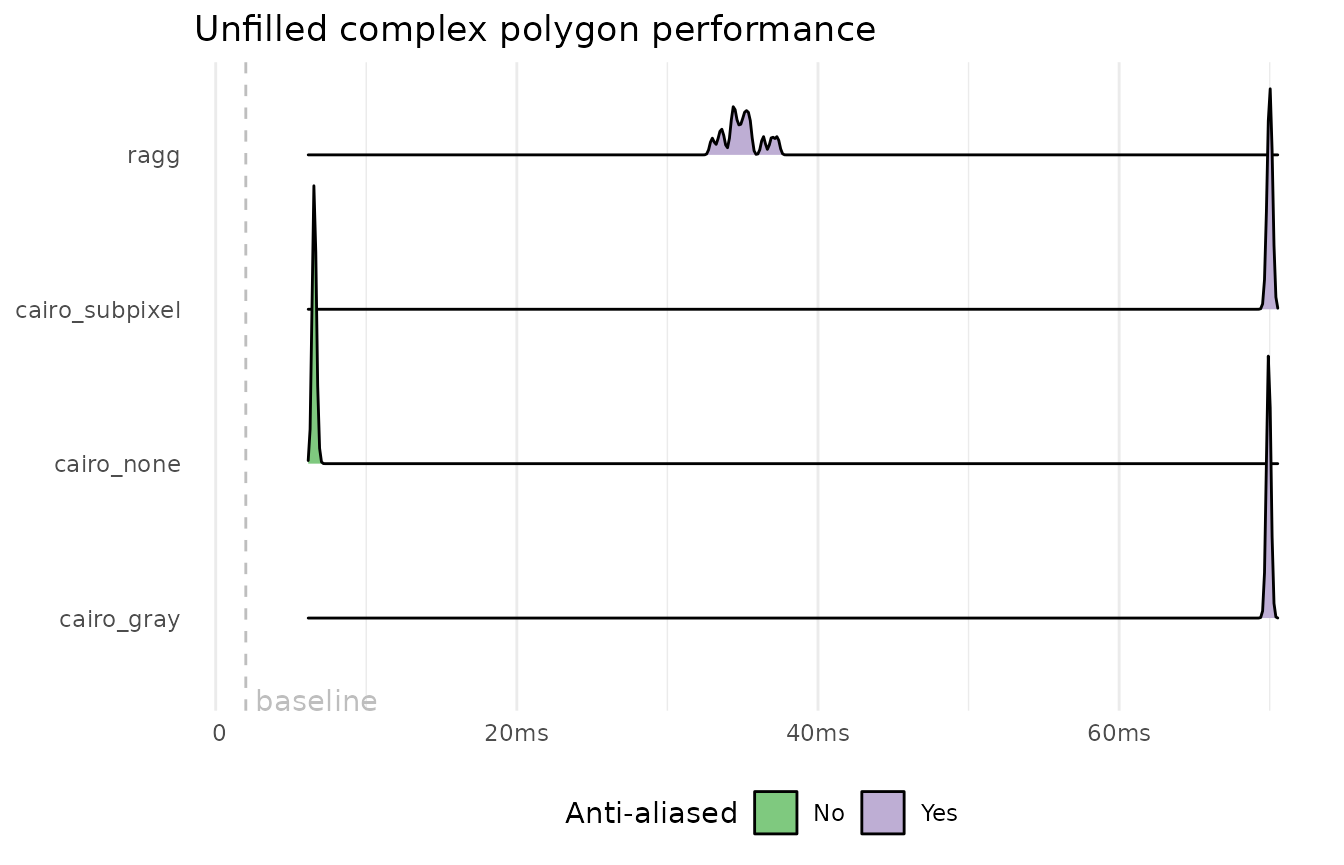 Unfilled complex polygon performance
ragg
cairo_subpixel
cairo_none
cairo_gray
baseline
0 20ms 40ms 60ms
Anti-aliased No Yes